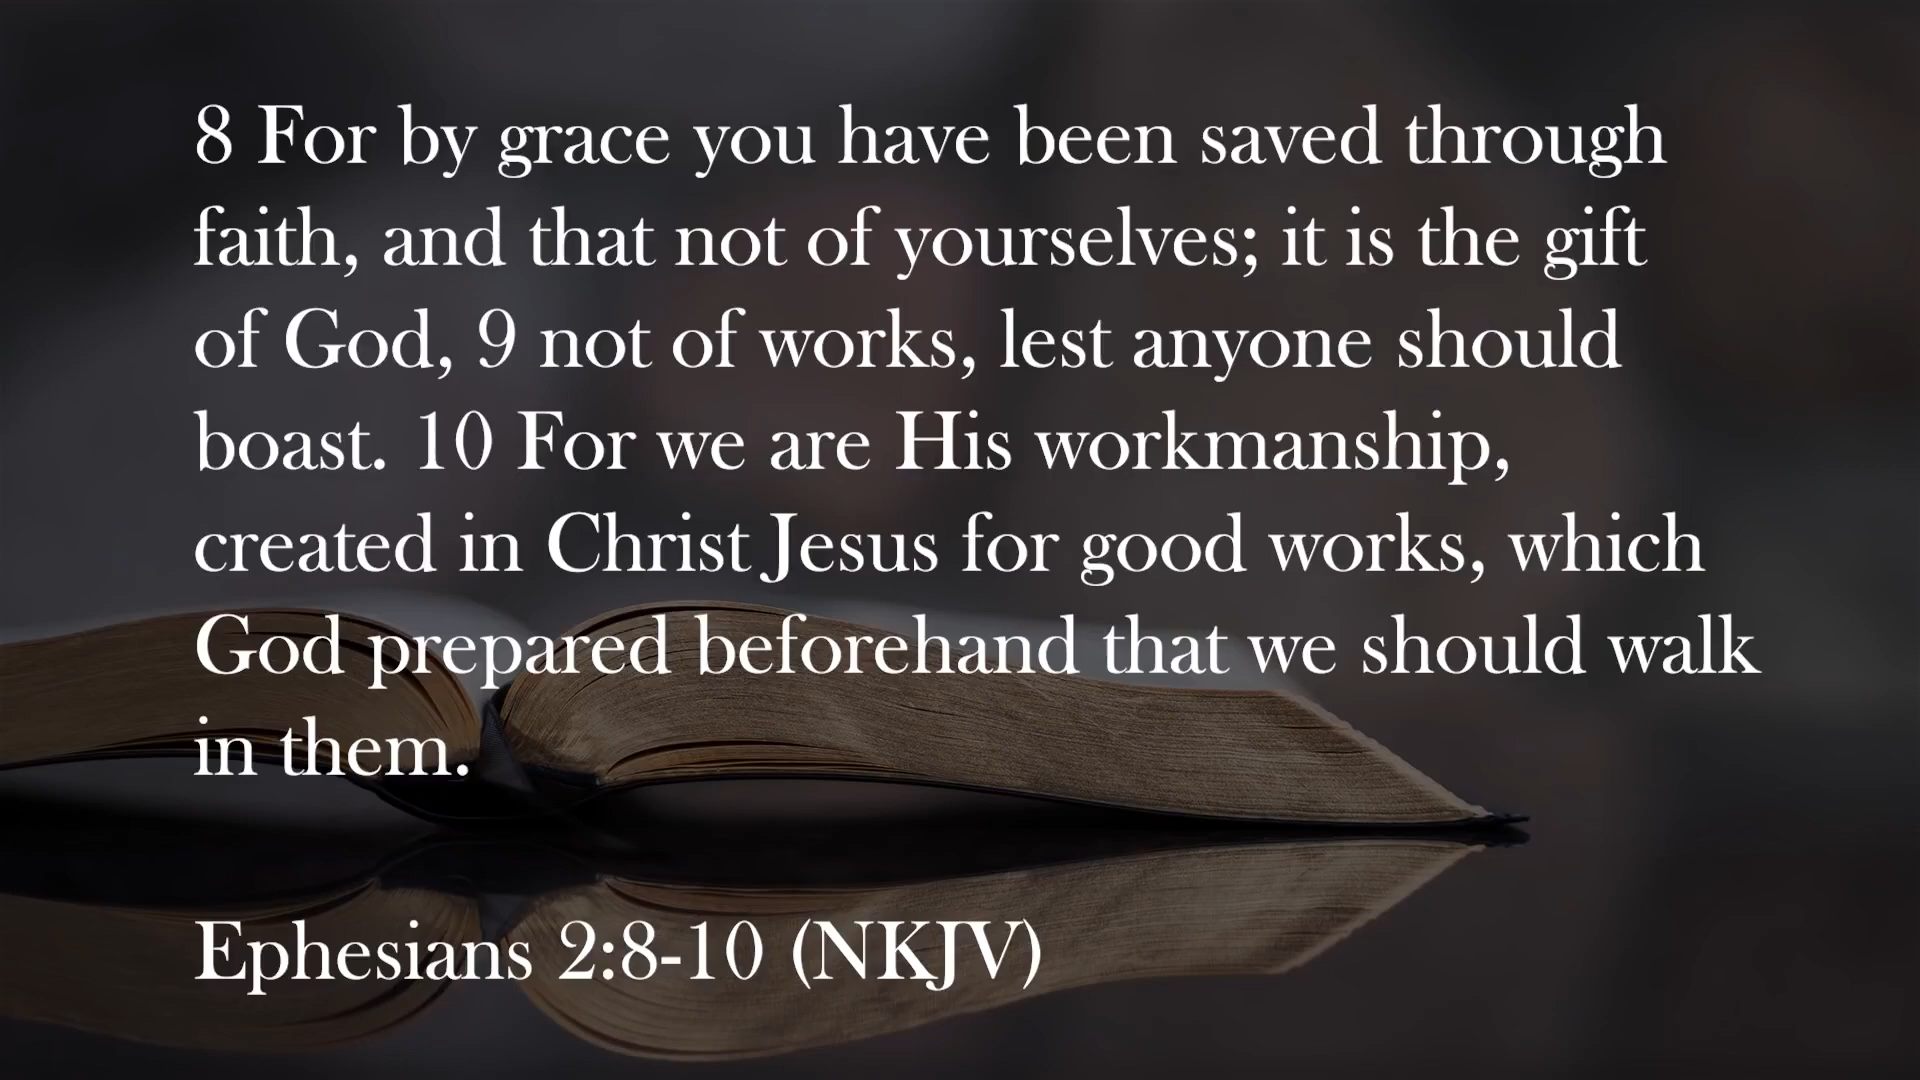 8 For by grace you have been saved through
faith, and that not of yourselves; it is the gift
of God, 9 not of works, lest anyone should
boast. 10 For we are His workmanship,
created in Christ Jesus for good works, which
God prepared beforehand that we should walk
in them.
Ephesians 2:8-10 (NKJV)